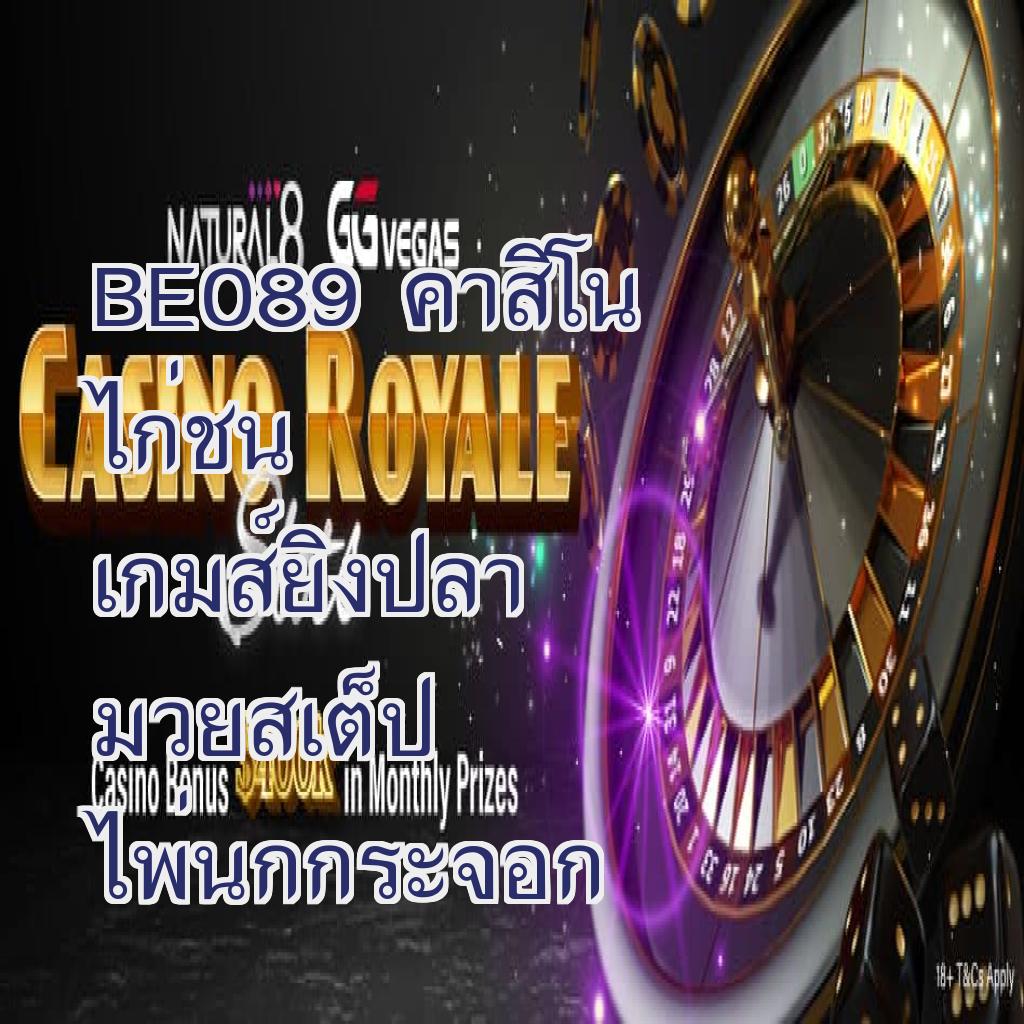 NATURAL8 GGVEGAS
BEO89 คาสิโน
CASINO ROYALE
ไก่ชน
เกมส์ยิงปลา
มวยสเต็ป
Casino Bonus $400K in Monthly Prizes
ไพ่นกกระจอก
18+ T&Cs Apply